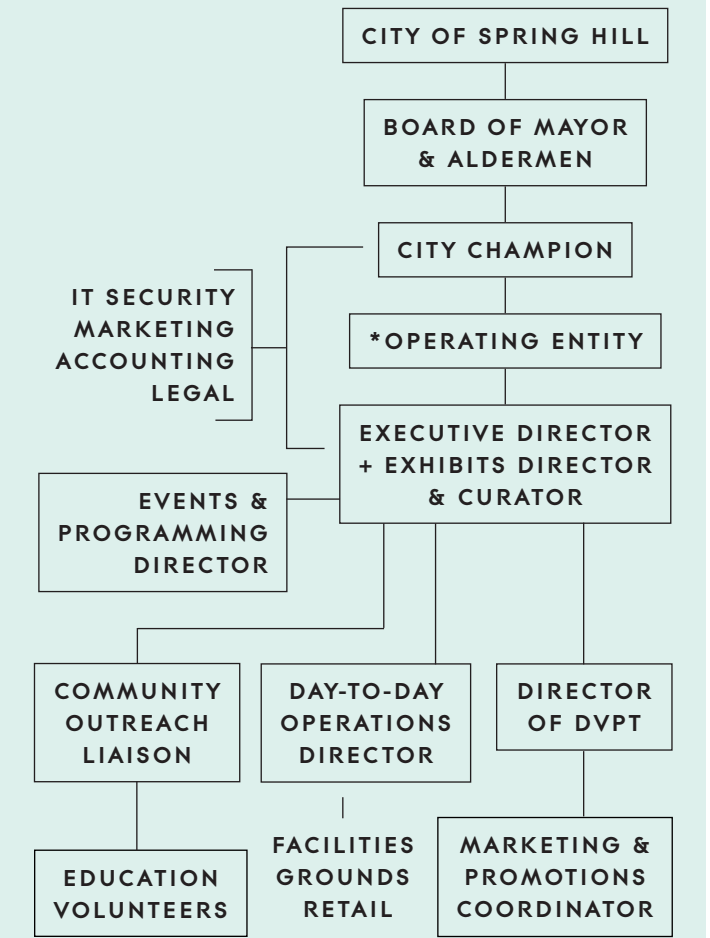 CITY OF SPRING HILL
BOARD OF MAYOR
& ALDERMEN
CITY CHAMPION
IT SECURITY
MARKETING
ACCOUNTING
LEGAL
*OPERATING ENTITY
EXECUTIVE DIRECTOR
+ EXHIBITS DIRECTOR
& CURATOR
EVENTS &
PROGRAMMING
DIRECTOR
COMMUNITY
OUTREACH
LIAISON
DAY-TO-DAY
OPERATIONS
DIRECTOR
DIRECTOR
OF DVPT
EDUCATION
VOLUNTEERS
FACILITIES
GROUNDS
RETAIL
MARKETING &
PROMOTIONS
COORDINATOR